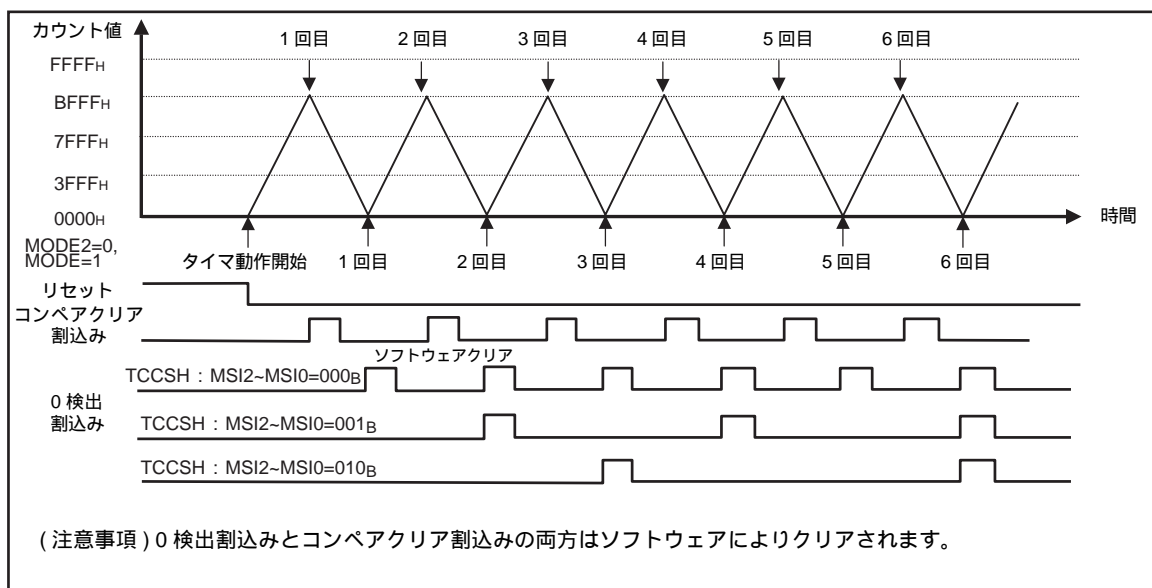 カウント値
1 回目 2 回目 3 回目 4 回目 5 回目 6 回目
FFFFH
BFFFH
7FFFH
3FFFH
0000H
時間
MODE2=0,
MODE=1
タイマ動作開始 1 回目 2 回目 3 回目 4 回目 5 回目 6 回目
リセット
コンペアクリア
割込み
ソフトウェアクリア
TCCSH : MSI2~MSI0=000B
0 検出
割込み
TCCSH : MSI2~MSI0=001B
TCCSH : MSI2~MSI0=010B
( 注意事項 ) 0 検出割込みとコンペアクリア割込みの両方はソフトウェアによりクリアされます。